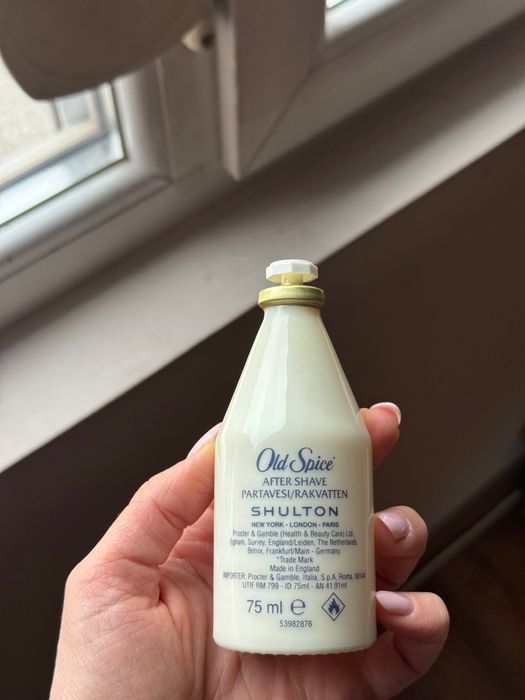 Old Spice
AFTER SHAVE
PARTAVESI/RAKVATTEN
SHULTON
NEW YORK - LONDON - PARIS
Procter & Gamble (Health & Beauty Care) Ltd,
Egham, Surrey, England/Leiden, The Netherlands.
Betrix, Frankfurt/Main - Germany.
*Trade Mark
Made in England
IMPORTER: Procter & Gamble, Italia, S.p.A, Roma, 00144
UTIF RM 799 - ID 75ml - AN 41.91ml
75 ml ℮
53982876